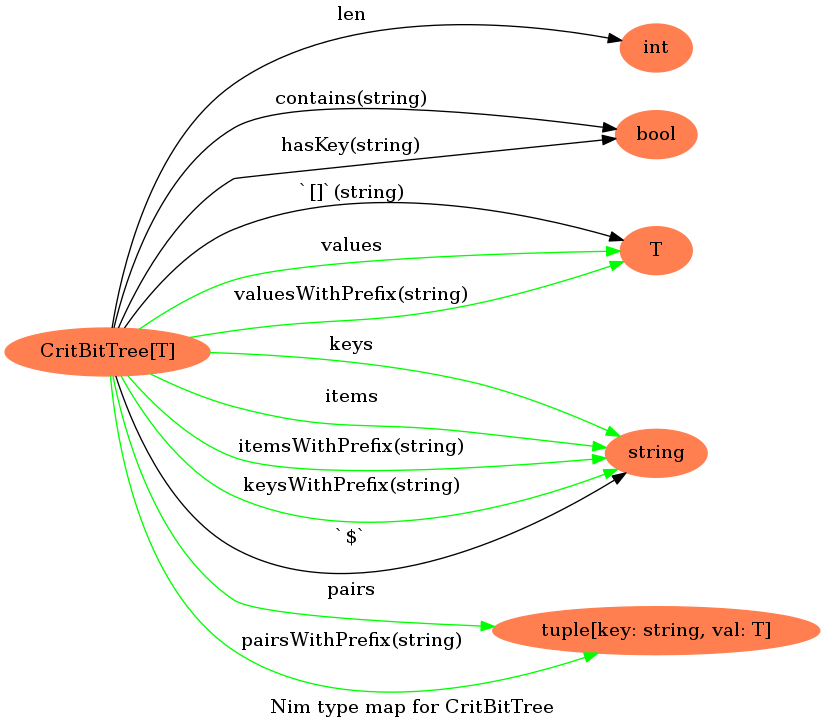 len
int
contains(string)
bool
hasKey(string)
`[]`(string)
values
T
valuesWithPrefix(string)
keys
CritBitTree[T]
items
itemsWithPrefix(string)
string
keysWithPrefix(string)
`$`
pairs
tuple[key: string, val: T]
pairsWithPrefix(string)
Nim type map for CritBitTree